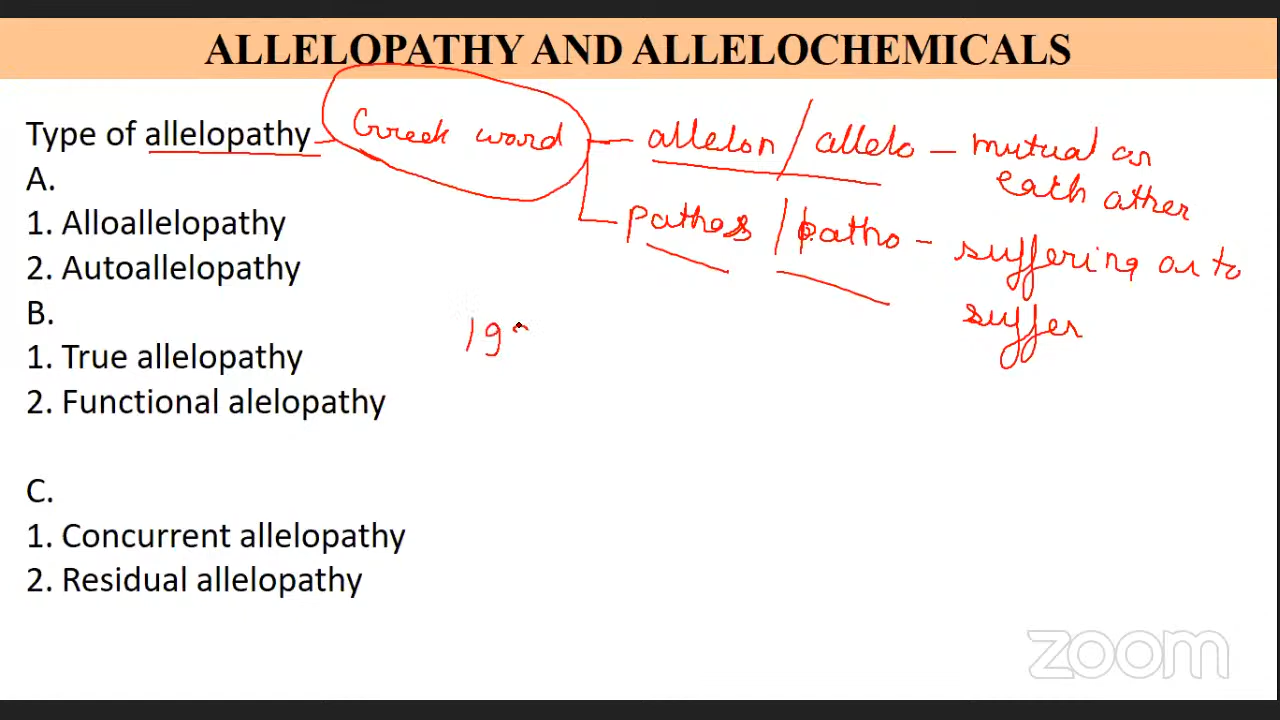 ALLELOPATHY AND ALLELOCHEMICALS
Type of allelopathy
Greek word
allelon / allelo – mutual or
each other
pathos / patho – suffering or to
suffer
A.
1. Alloallelopathy
2. Autoallelopathy
B.
1. True allelopathy
2. Functional alelopathy
19
C.
1. Concurrent allelopathy
2. Residual allelopathy
zoom